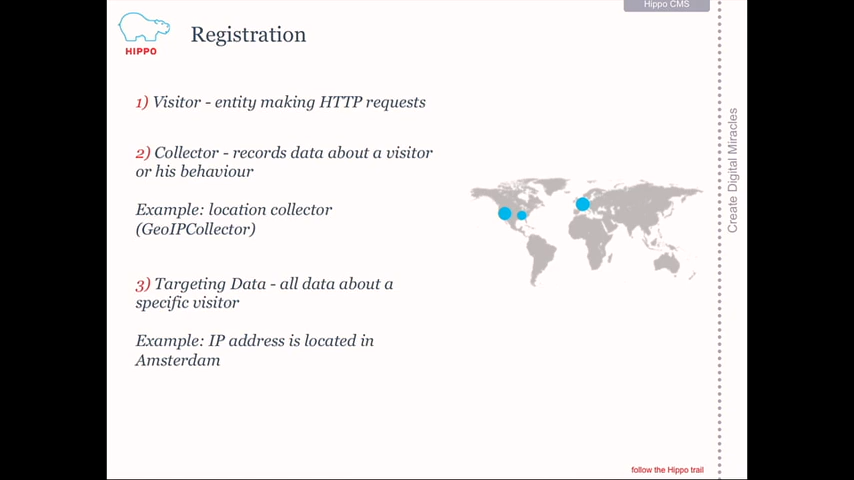 Hippo CMS
HIPPO
Registration
1) Visitor - entity making HTTP requests
2) Collector - records data about a visitor
or his behaviour
Example: location collector
(GeoIPCollector)
3) Targeting Data - all data about a
specific visitor
Example: IP address is located in
Amsterdam
Create Digital Miracles
follow the Hippo trail